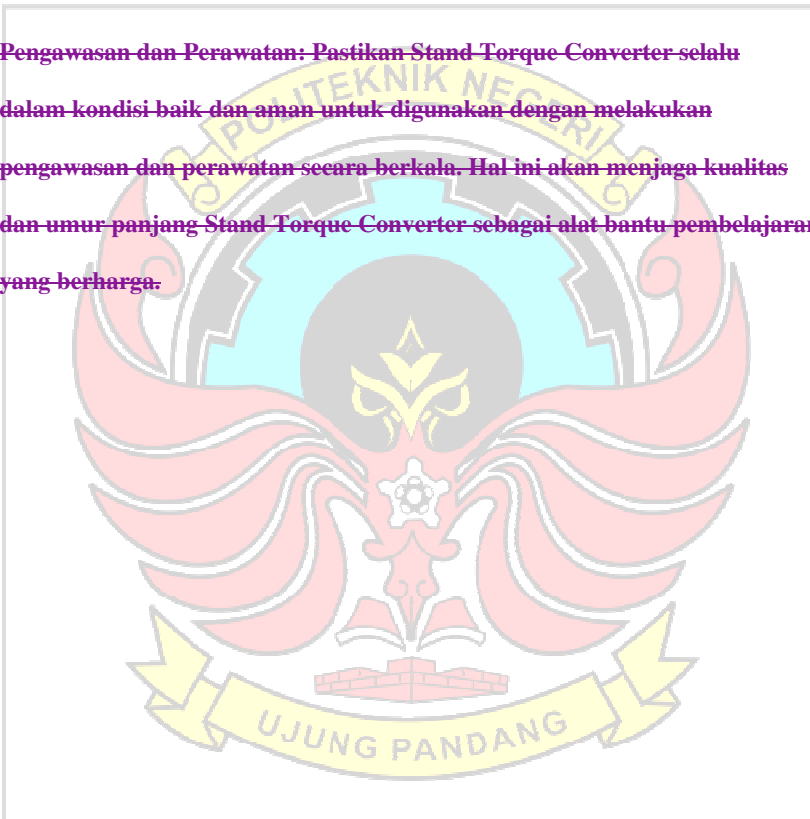 Pengawasan dan Perawatan: Pastikan Stand Torque Converter selalu
dalam kondisi baik dan aman untuk digunakan dengan melakukan
pengawasan dan perawatan secara berkala. Hal ini akan menjaga kualitas
dan umur panjang Stand Torque Converter sebagai alat bantu pembelajaran
yang berharga.
POLITEKNIK NEGERI
UJUNG PANDANG